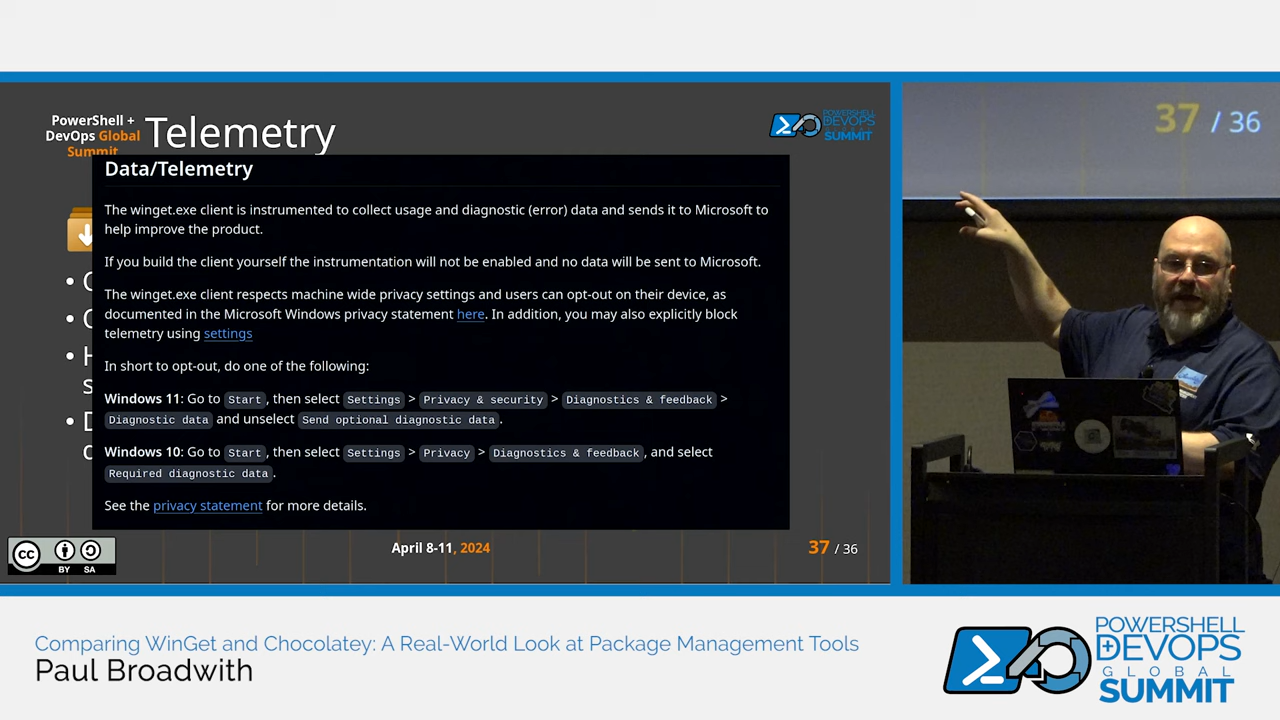 PowerShell +
DevOps Global
Summit
Telemetry
POWERSHELL
DEVOPS
GLOBAL
SUMMIT
37 / 36
Data/Telemetry
The winget.exe client is instrumented to collect usage and diagnostic (error) data and sends it to Microsoft to
help improve the product.
If you build the client yourself the instrumentation will not be enabled and no data will be sent to Microsoft.
The winget.exe client respects machine wide privacy settings and users can opt-out on their device, as
documented in the Microsoft Windows privacy statement here. In addition, you may also explicitly block
telemetry using settings
In short to opt-out, do one of the following:
Windows 11: Go to Start, then select Settings > Privacy & security > Diagnostics & feedback >
Diagnostic data and unselect Send optional diagnostic data.
Windows 10: Go to Start, then select Settings > Privacy > Diagnostics & feedback, and select
Required diagnostic data.
See the privacy statement for more details.
cc BY SA
April 8-11, 2024
37 / 36
Comparing WinGet and Chocolatey: A Real-World Look at Package Management Tools
Paul Broadwith
POWERSHELL
DEVOPS
GLOBAL
SUMMIT